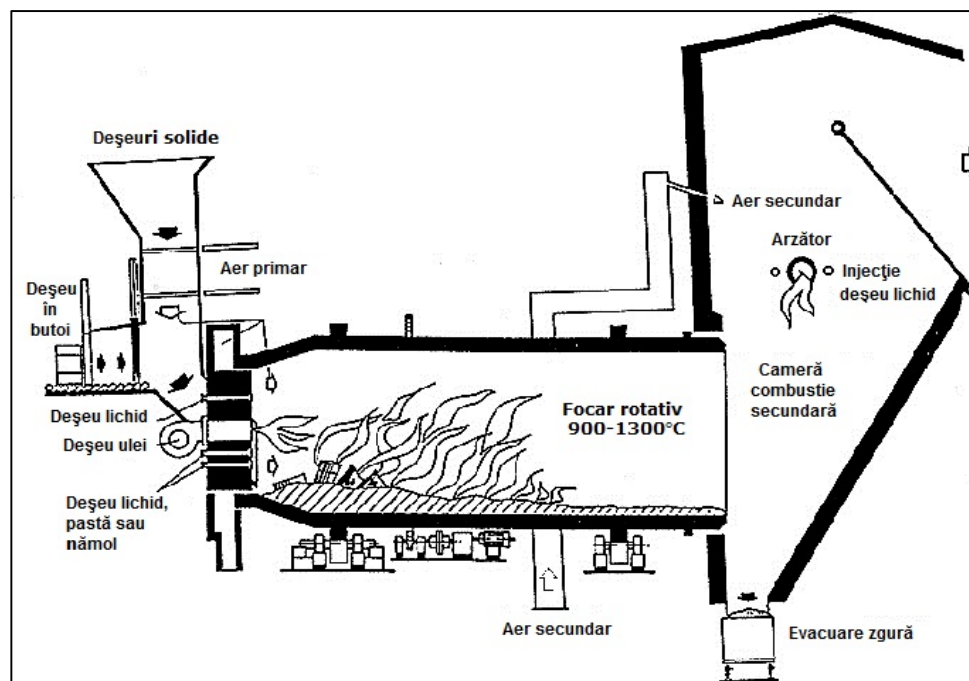 Deşeuri solide
Aer secundar
Arzător
Aer primar
Injecţie
deşeu lichid
Deşeu
în
butoi
Cameră
combustie
secundară
Focar rotativ
900-1300°C
Deşeu lichid
Deşeu ulei
Deşeu lichid,
pastă sau
nămol
Aer secundar
Evacuare zgură